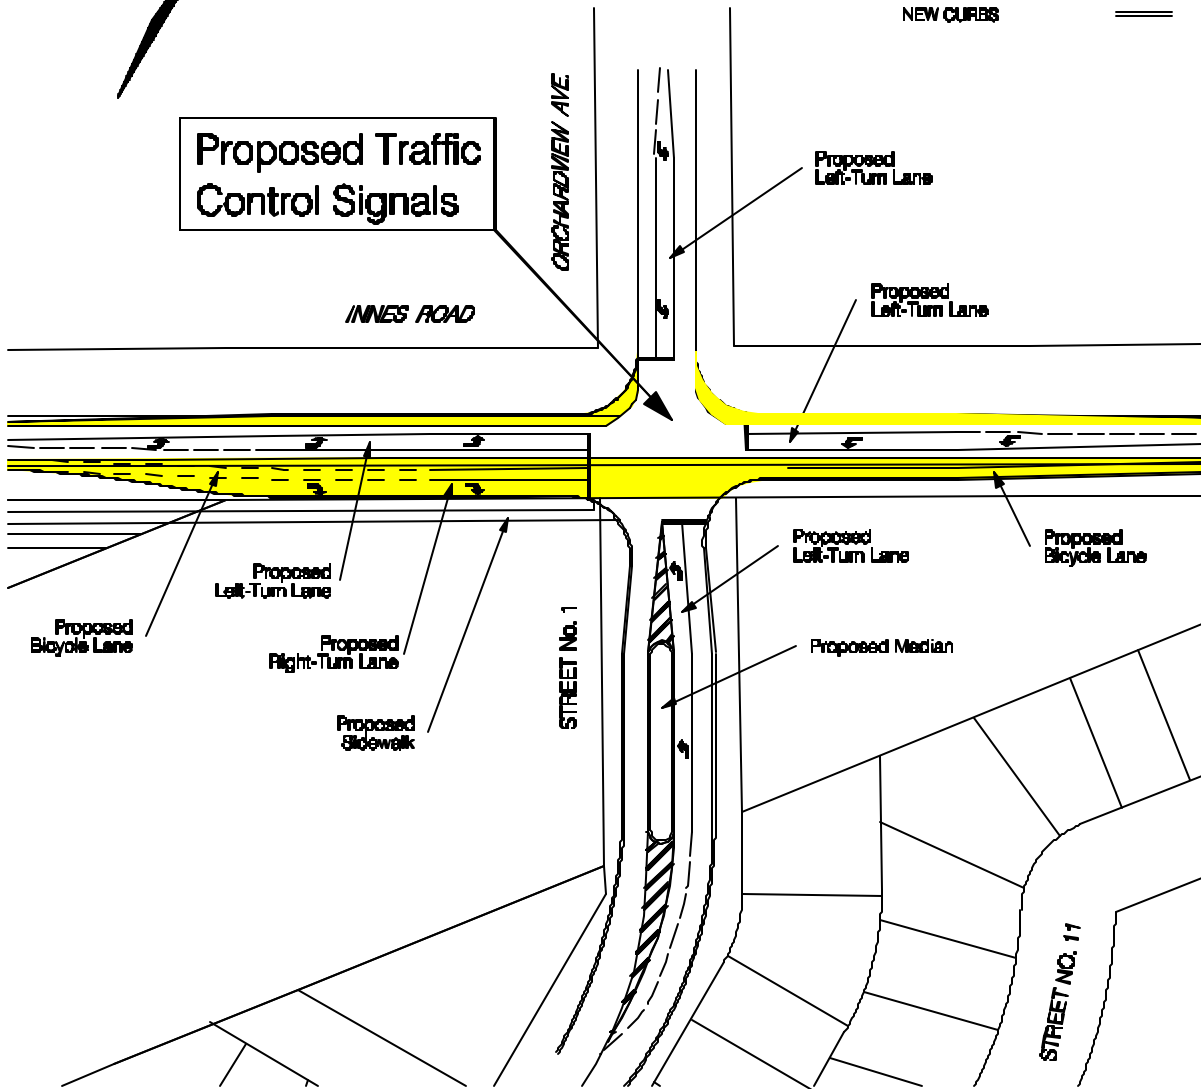 NEW CURBS
Proposed Traffic
Control Signals
ORCHARDVIEW AVE.
INNES ROAD
Proposed
Left-Turn Lane
Proposed
Left-Turn Lane
Proposed
Left-Turn Lane
Proposed
Bicycle Lane
Proposed
Left-Turn Lane
Proposed
Bicycle Lane
Proposed
Right-Turn Lane
Proposed
Sidewalk
STREET No. 1
Proposed Median
STREET NO. 11